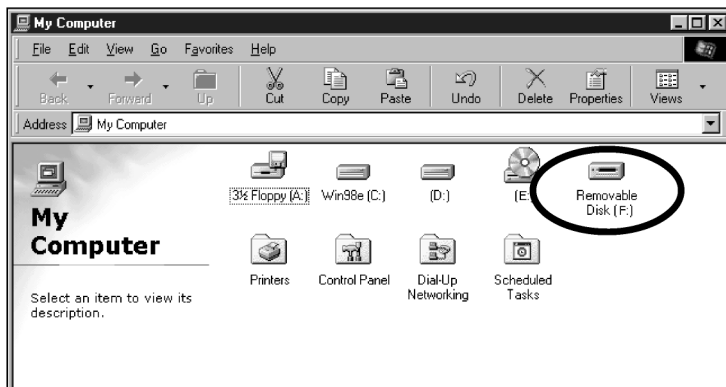 My Computer
File Edit View Go Favorites Help
Back Forward Up Cut Copy Paste Undo Delete Properties Views
Address My Computer
3½ Floppy (A:) Win98e (C:) (D:) (E: Removable
Disk (F:)
My
Computer
Printers Control Panel Dial-Up Scheduled
Networking Tasks
Select an item to view its
description.